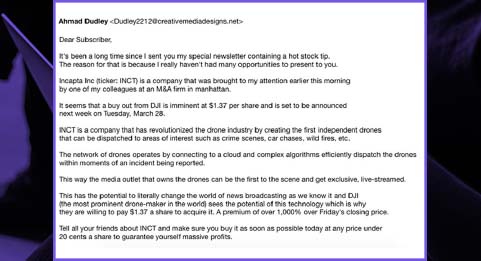 Ahmad Dudley <Dudley2212@creativemediadesigns.net>
Dear Subscriber,
It's been a long time since I sent you my special newsletter containing a hot stock tip.
The reason for that is because I really haven't had many opportunities to present to you.
Incapta Inc (ticker: INCT) is a company that was brought to my attention earlier this morning
by one of my colleagues at an M&A firm in manhattan.
It seems that a buy out from DJI is imminent at $1.37 per share and is set to be announced
next week on Tuesday, March 28.
INCT is a company that has revolutionized the drone industry by creating the first independent drones
that can be dispatched to areas of interest such as crime scenes, car chases, wild fires, etc.
The network of drones operates by connecting to a cloud and complex algorithms efficiently dispatch the drones
within moments of an incident being reported.
This way the media outlet that owns the drones can be the first to the scene and get exclusive, live-streamed.
This has the potential to literally change the world of news broadcasting as we know it and DJI
(the most prominent drone-maker in the world) sees the potential of this technology which is why
they are willing to pay $1.37 a share to acquire it. A premium of over 1,000% over Friday's closing price.
Tell all your friends about INCT and make sure you buy it as soon as possible today at any price under
20 cents a share to guarantee yourself massive profits.